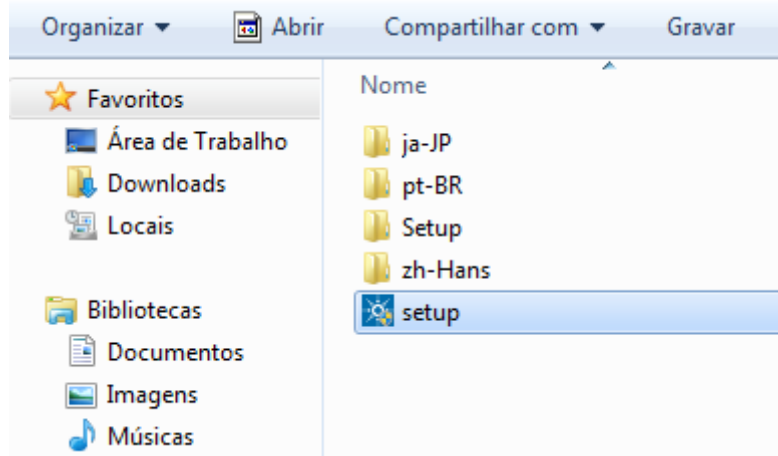 Organizar Abrir Compartilhar com Gravar
Favoritos
Área de Trabalho
Downloads
Locais
Bibliotecas
Documentos
Imagens
Músicas
Nome
ja-JP
pt-BR
Setup
zh-Hans
setup